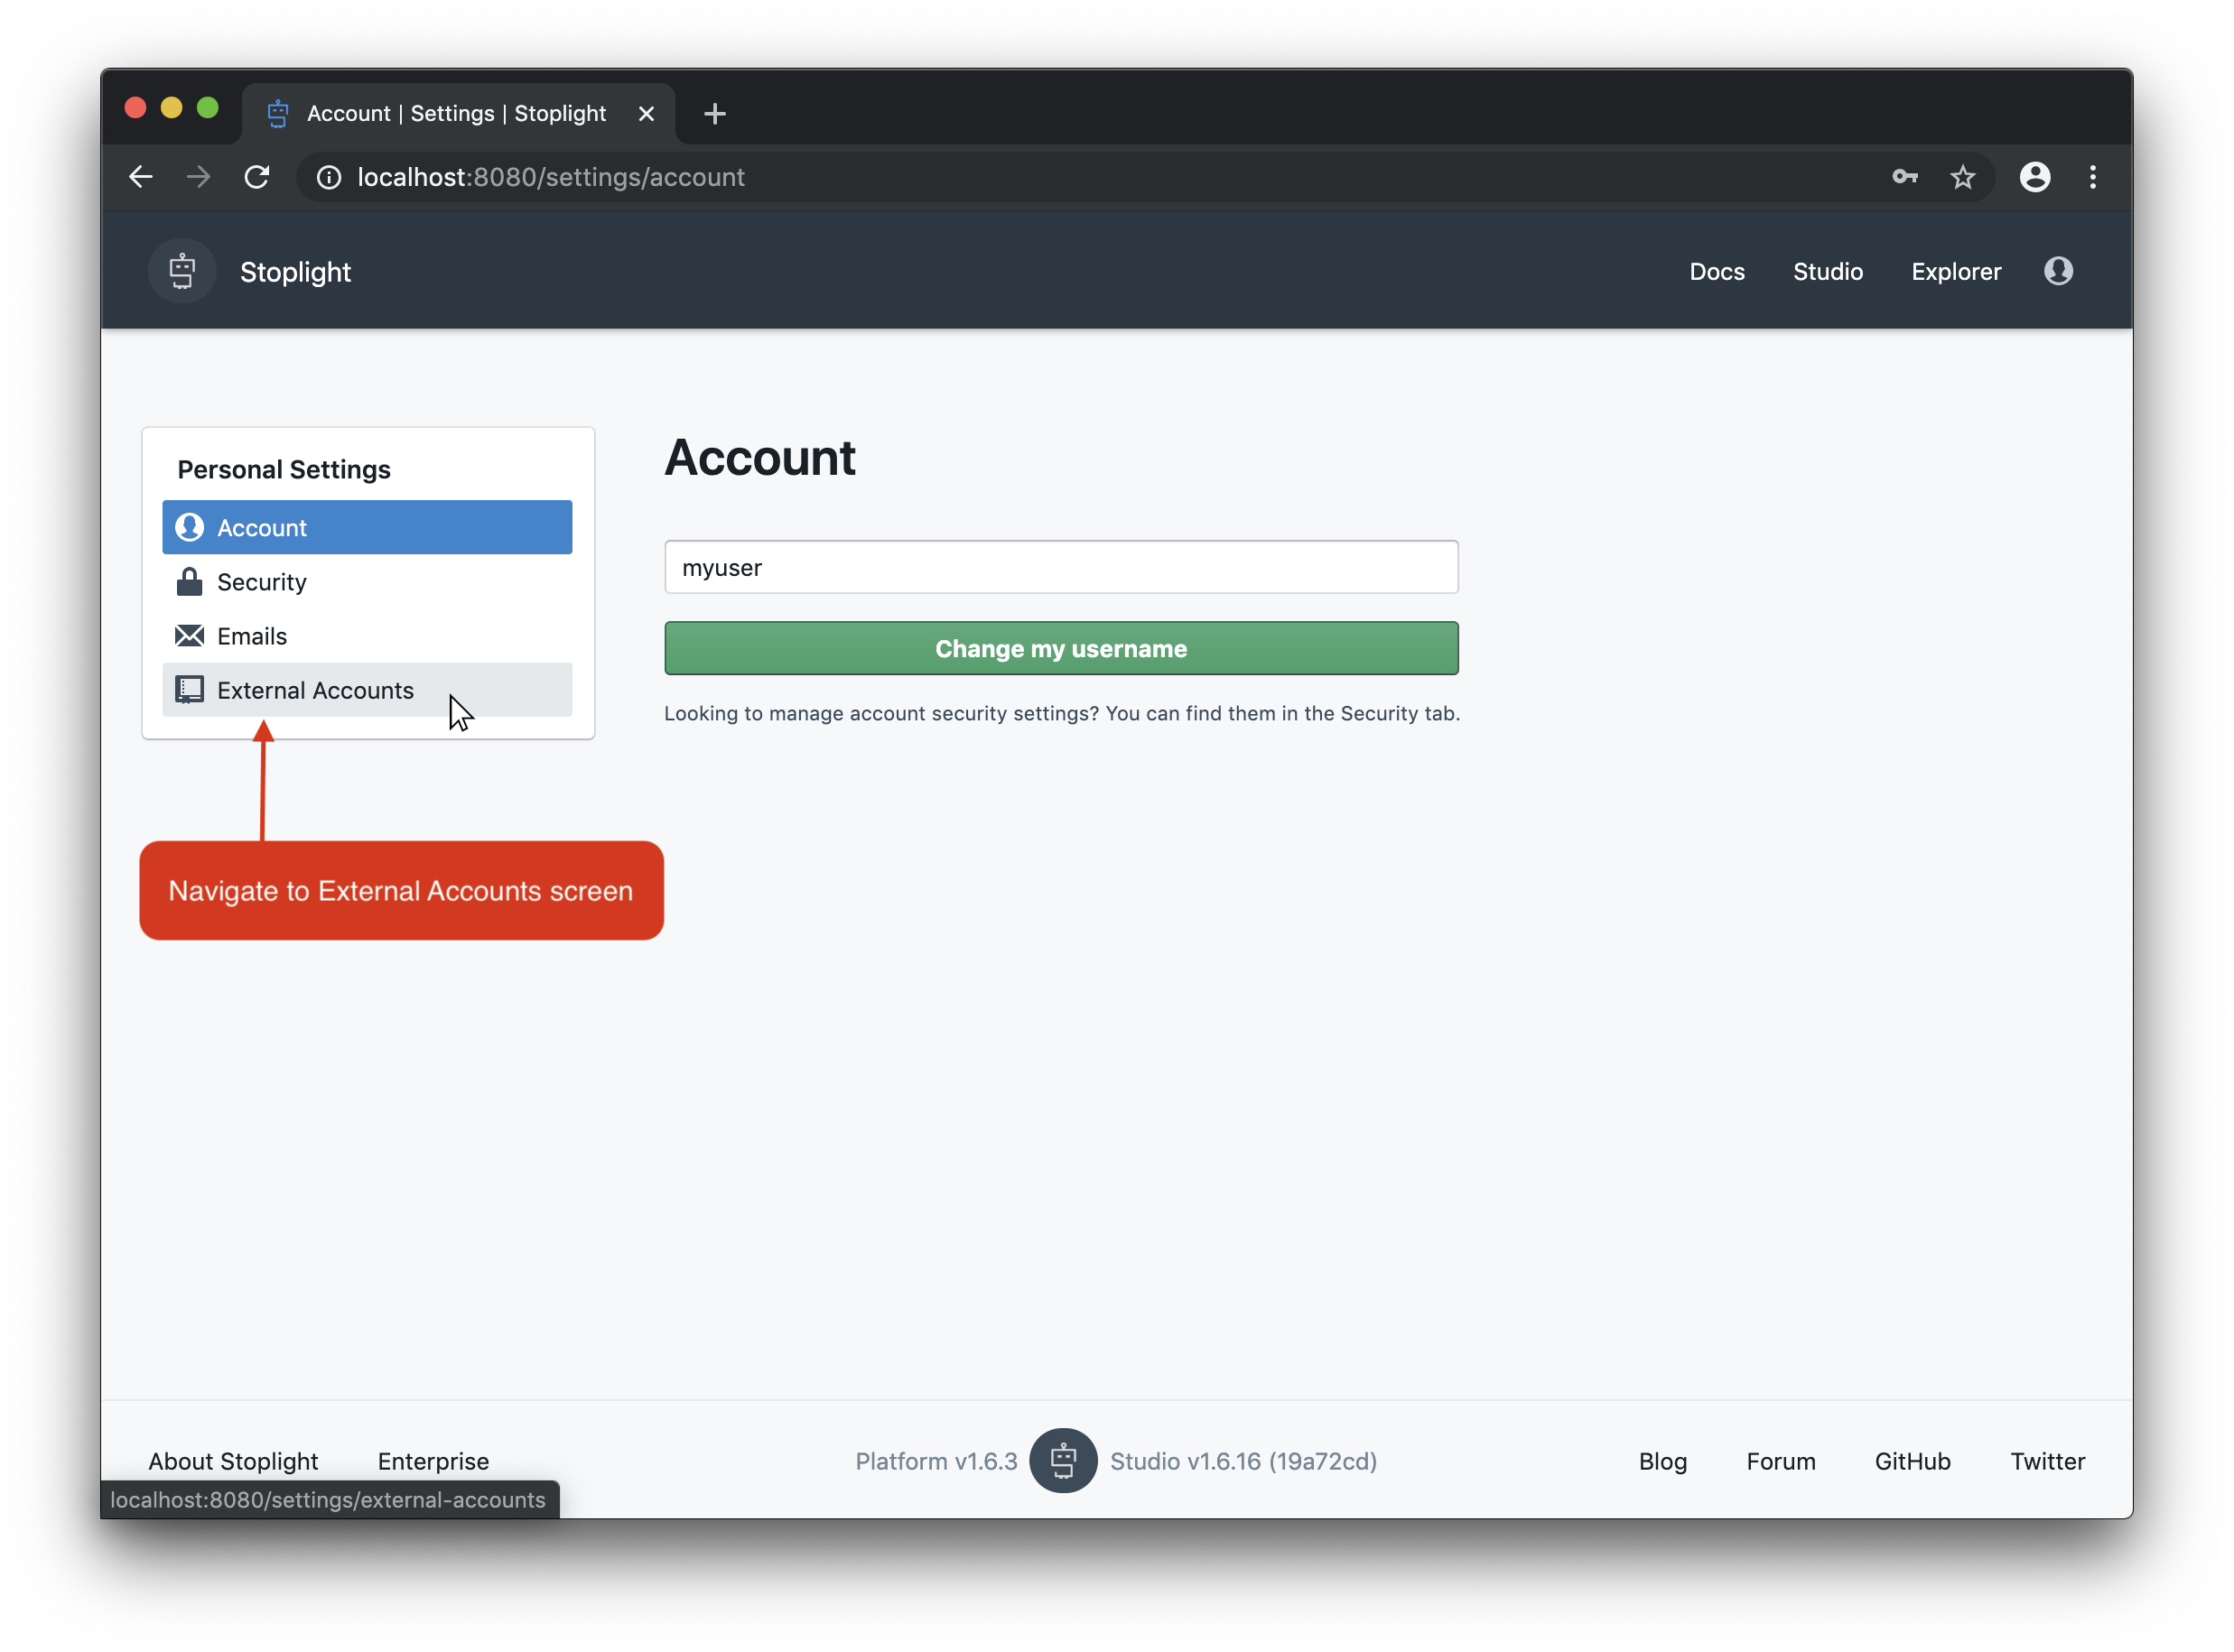 Account | Settings | Stoplight
localhost:8080/settings/account
Stoplight
Docs
Studio
Explorer
Personal Settings
Account
Security
Emails
External Accounts
Navigate to External Accounts screen
Account
myuser
Change my username
Looking to manage account security settings? You can find them in the Security tab.
About Stoplight
Enterprise
Platform v1.6.3
Studio v1.6.16 (19a72cd)
Blog
Forum
GitHub
Twitter
localhost:8080/settings/external-accounts